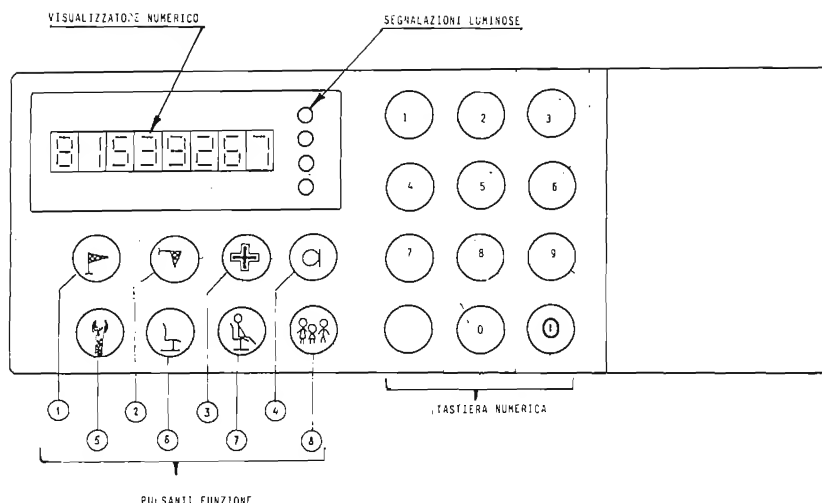 VISUALIZZATORE NUMERICO
SEGNALAZIONI LUMINOSE
81539267
1 2 3
4 5 6
7 8 9
0
1 2 3 4
5 6 7 8
TASTIERA NUMERICA
PULSANTI FUNZIONE